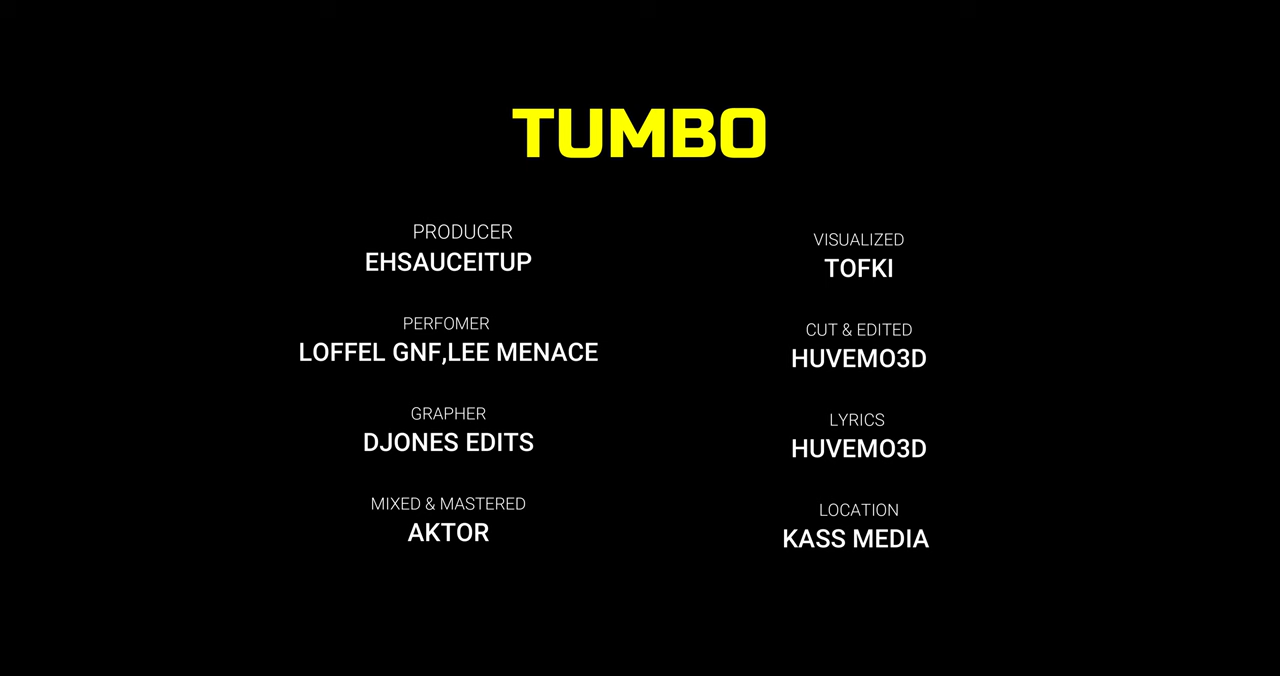 TUMBO
PRODUCER
EHSAUCEITUP
PERFOMER
LOFFEL GNF,LEE MENACE
GRAPHER
DJONES EDITS
MIXED & MASTERED
AKTOR
VISUALIZED
TOFKI
CUT & EDITED
HUVEMO3D
LYRICS
HUVEMO3D
LOCATION
KASS MEDIA